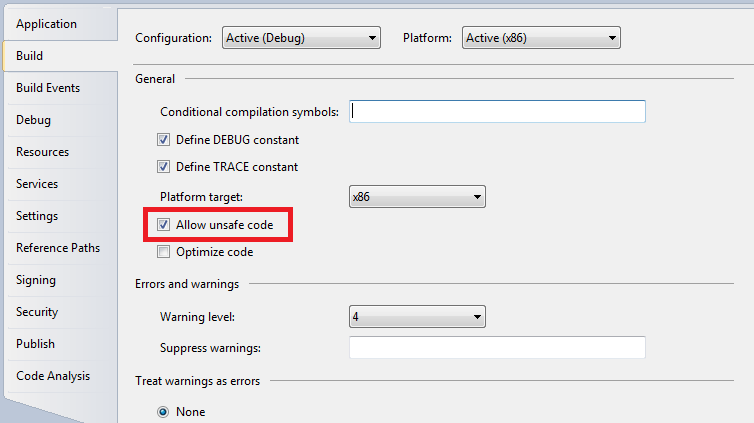 Application
Build
Build Events
Debug
Resources
Services
Settings
Reference Paths
Signing
Security
Publish
Code Analysis
Configuration: Active (Debug) Platform: Active (x86)
General
Conditional compilation symbols:
Define DEBUG constant
Define TRACE constant
Platform target: x86
Allow unsafe code
Optimize code
Errors and warnings
Warning level: 4
Suppress warnings:
Treat warnings as errors
None